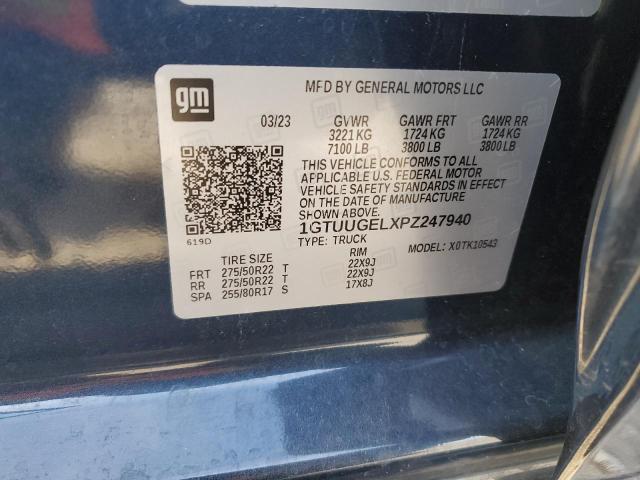 gm
MFD BY GENERAL MOTORS LLC
03/23 GVWR GAWR FRT GAWR RR
3221 KG 1724 KG 1724 KG
7100 LB 3800 LB 3800 LB
THIS VEHICLE CONFORMS TO ALL
APPLICABLE U.S. FEDERAL MOTOR
VEHICLE SAFETY STANDARDS IN EFFECT
ON THE DATE OF MANUFACTURE
SHOWN ABOVE
1GTUUGELXPZ247940
619D
TYPE: TRUCK MODEL: X0TK10543
TIRE SIZE RIM
FRT 275/50R22 T 22X9J
RR 275/50R22 T 22X9J
SPA 255/80R17 S 17X8J